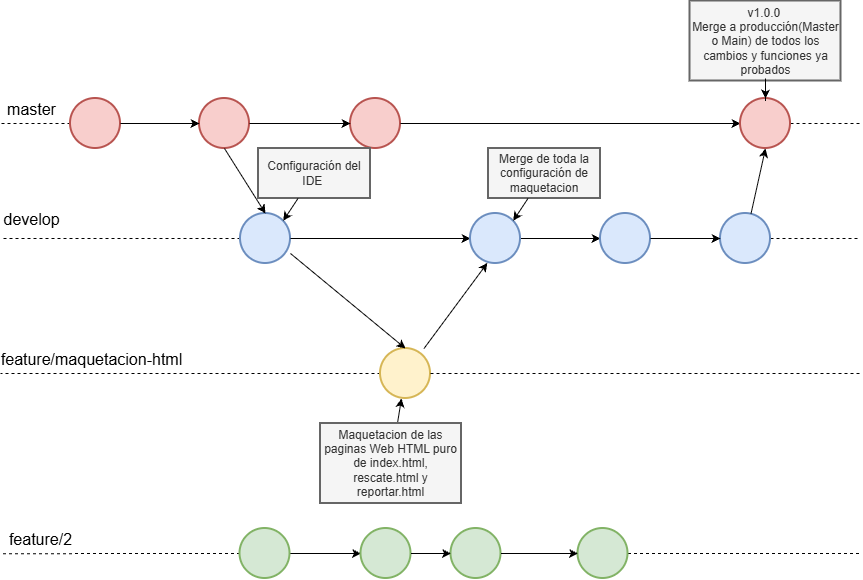 v1.0.0
Merge a producción(Master
o Main) de todos los
cambios y funciones ya
probados
master
Configuración del
IDE
Merge de toda la
configuración de
maquetacion
develop
feature/maquetacion-html
Maquetacion de las
paginas Web HTML puro
de index.html,
rescate.html y
reportar.html
feature/2